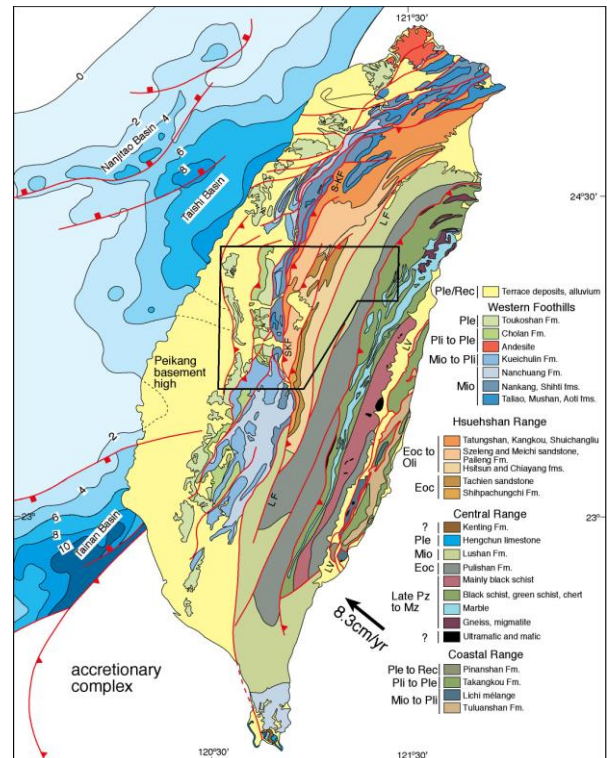 121°30'
0
2
4
6
8
Nanjitao Basin
Taishi Basin
S-KF
LF
24°30'
Peikang
basement
high
SKF
LV
2
4
6
8
10
Tainan Basin
23°
LF
LV
8.3cm/yr
accretionary
complex
120°30'
121°30'
Ple/Rec
Terrace deposits, alluvium
Western Foothills
Ple
Toukoshan Fm.
Pli to Ple
Cholan Fm.
Andesite
Mio to Pli
Kueichulin Fm.
Nanchuang Fm.
Mio
Nankang, Shihti fms.
Taliao, Mushan, Aoti fms.
Hsuehshan Range
Tatungshan, Kangkou, Shuichangliu
Eoc to
Oli
Szeleng and Meichi sandstone,
Paileng Fm.
Hsitsun and Chiayang fms.
Eoc
Tachien sandstone
Shihpachungchi Fm.
Central Range
?
Kenting Fm.
Ple
Hengchun limestone
Mio
Lushan Fm.
Eoc
Pulishan Fm.
Mainly black schist
Late Pz
to Mz
Black schist, green schist, chert
Marble
Gneiss, migmatite
?
Ultramafic and mafic
Coastal Range
Ple to Rec
Pinanshan Fm.
Pli to Ple
Takangkou Fm.
Mio to Pli
Lichi mélange
Tuluanshan Fm.